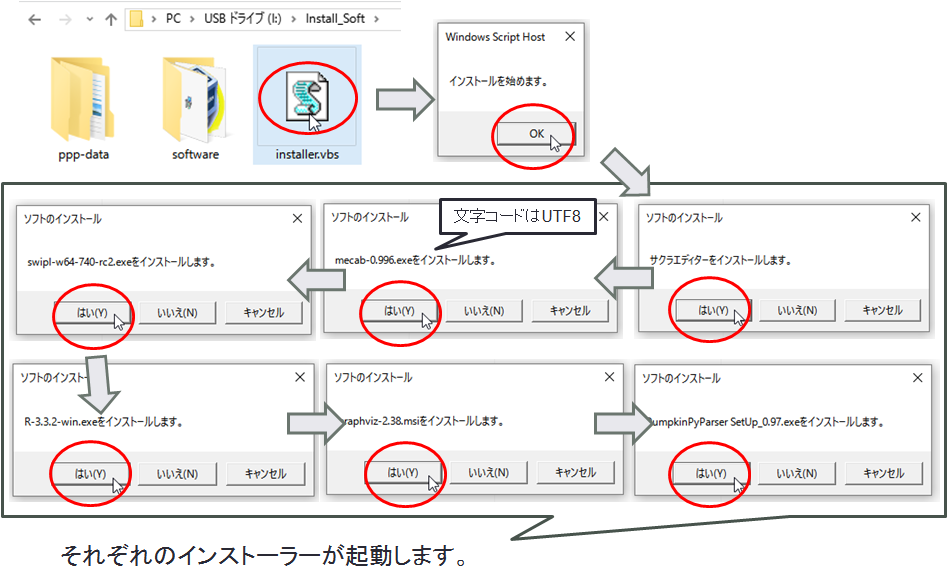 PC › USB ドライブ (I:) › Install_Soft ›
ppp-data
software
installer.vbs
Windows Script Host
インストールを始めます。
OK
ソフトのインストール
swipl-w64-740-rc2.exeをインストールします。
はい(Y)
いいえ(N)
キャンセル
ソフトのインストール
文字コードはUTF8
mecab-0.996.exeをインストールします。
はい(Y)
いいえ(N)
キャンセル
ソフトのインストール
サクラエディターをインストールします。
はい(Y)
いいえ(N)
キャンセル
ソフトのインスト
R-3.3.2-win.exeをインストールします。
はい(Y)
いいえ(N)
キャンセル
ソフトのインストール
raphviz-2.38.msiをインストールします。
はい(Y)
いいえ(N)
キャンセル
ソフトのインストール
umpkinPyParser SetUp_0.97.exeをインストールします。
はい(Y)
いいえ(N)
キャンセル
それぞれのインストーラーが起動します。